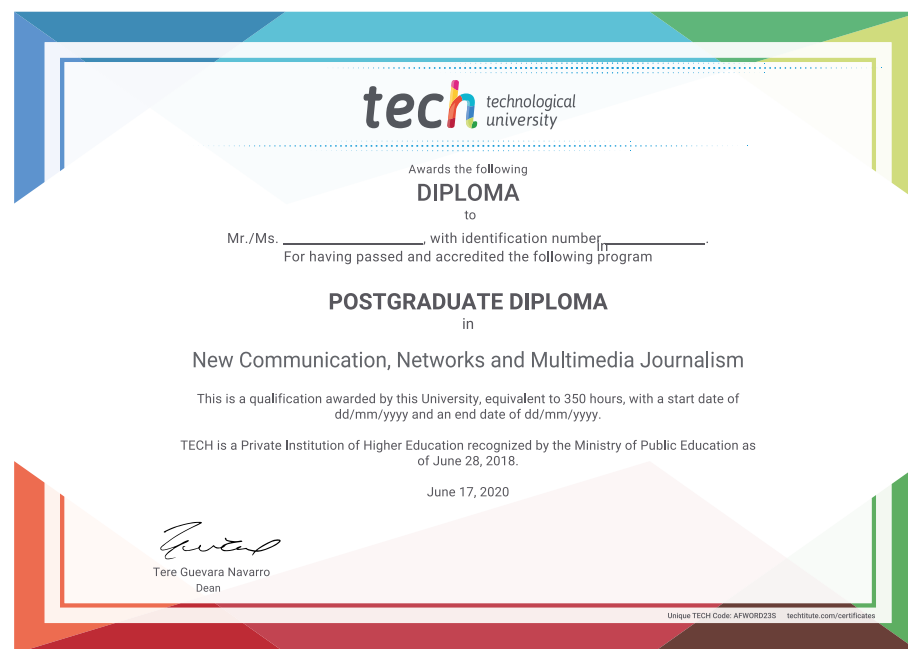 tech technological
university
Awards the following
DIPLOMA
to
Mr./Ms. ____________________, with identification number ______________.
in
For having passed and accredited the following program
POSTGRADUATE DIPLOMA
in
New Communication, Networks and Multimedia Journalism
This is a qualification awarded by this University, equivalent to 350 hours, with a start date of
dd/mm/yyyy and an end date of dd/mm/yyyy.
TECH is a Private Institution of Higher Education recognized by the Ministry of Public Education as
of June 28, 2018.
June 17, 2020
Tere Guevara Navarro
Dean
Unique TECH Code: AFWORD23S techtitute.com/certificates